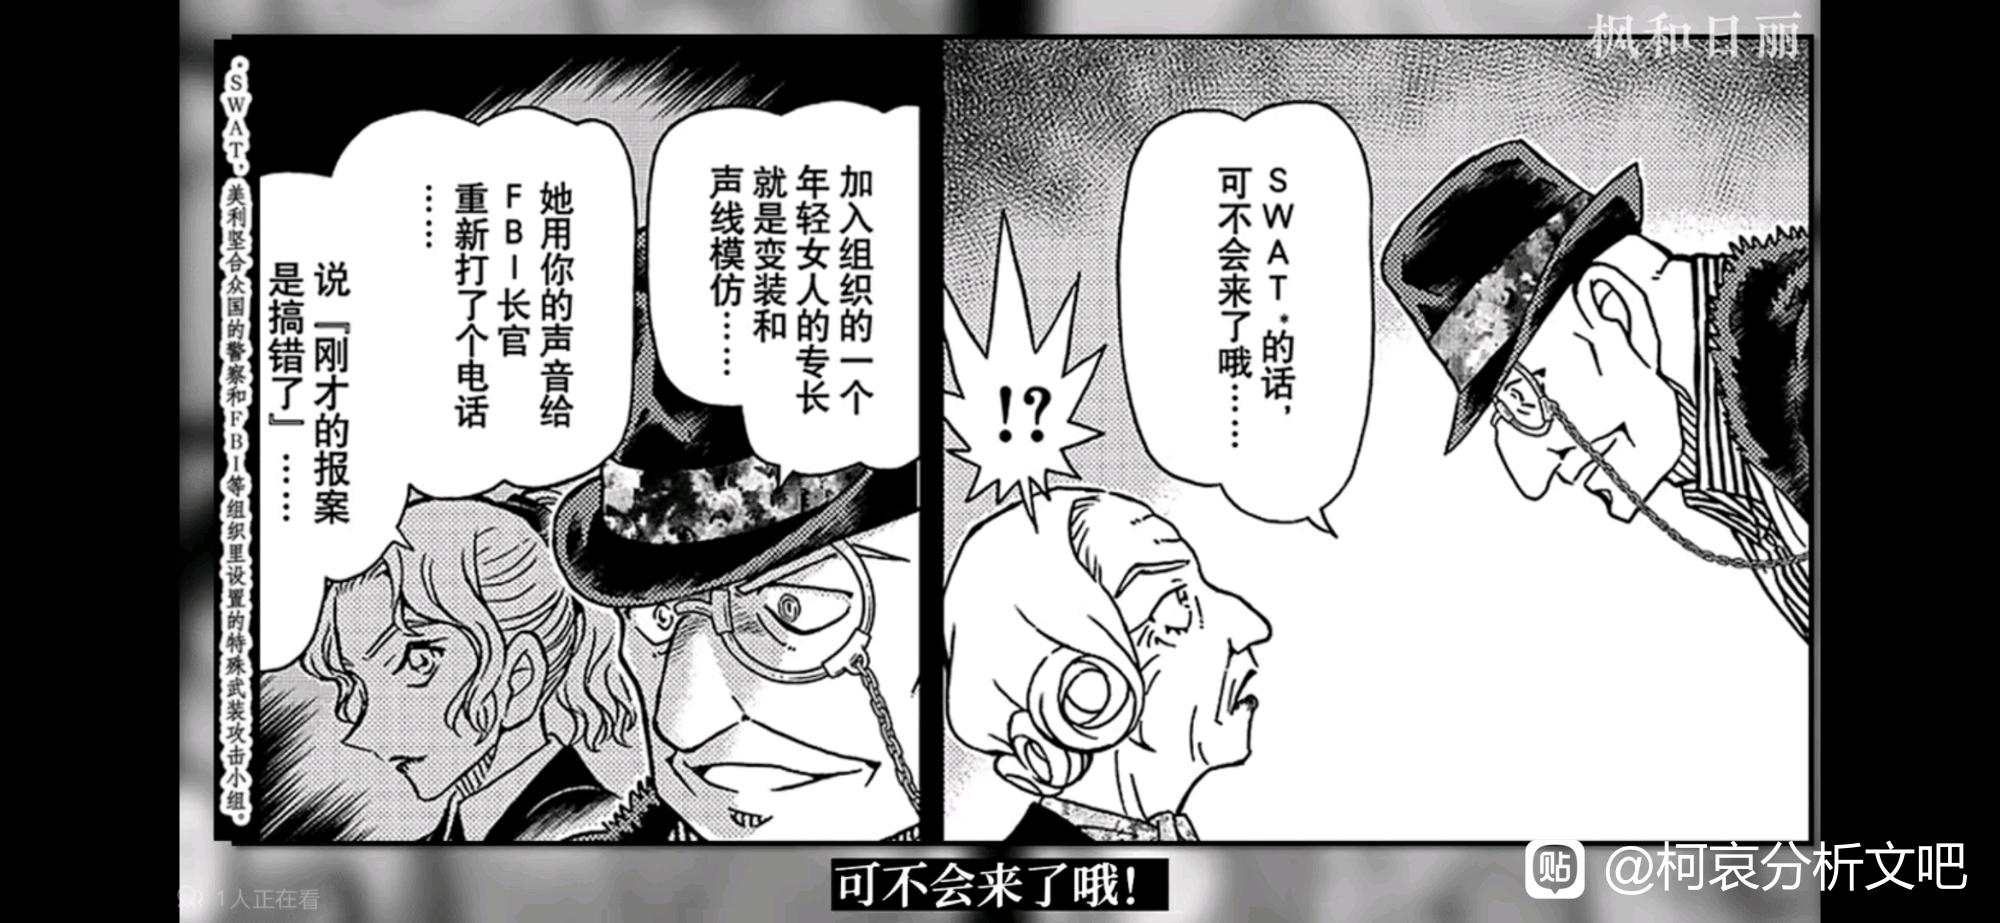 枫和日丽
SWAT*的话，
可不会来了哦……
!?
加入组织的一个
年轻女人的专长
就是变装和
声线模仿……
她用你的声音给
FBI长官
重新打了个电话
……
说『刚才的报案
是搞错了』……
*SWAT，美利坚合众国的警察和FBI等组织里设置的特殊武装攻击小组。
可不会来了哦！
1人正在看
贴 @柯哀分析文吧